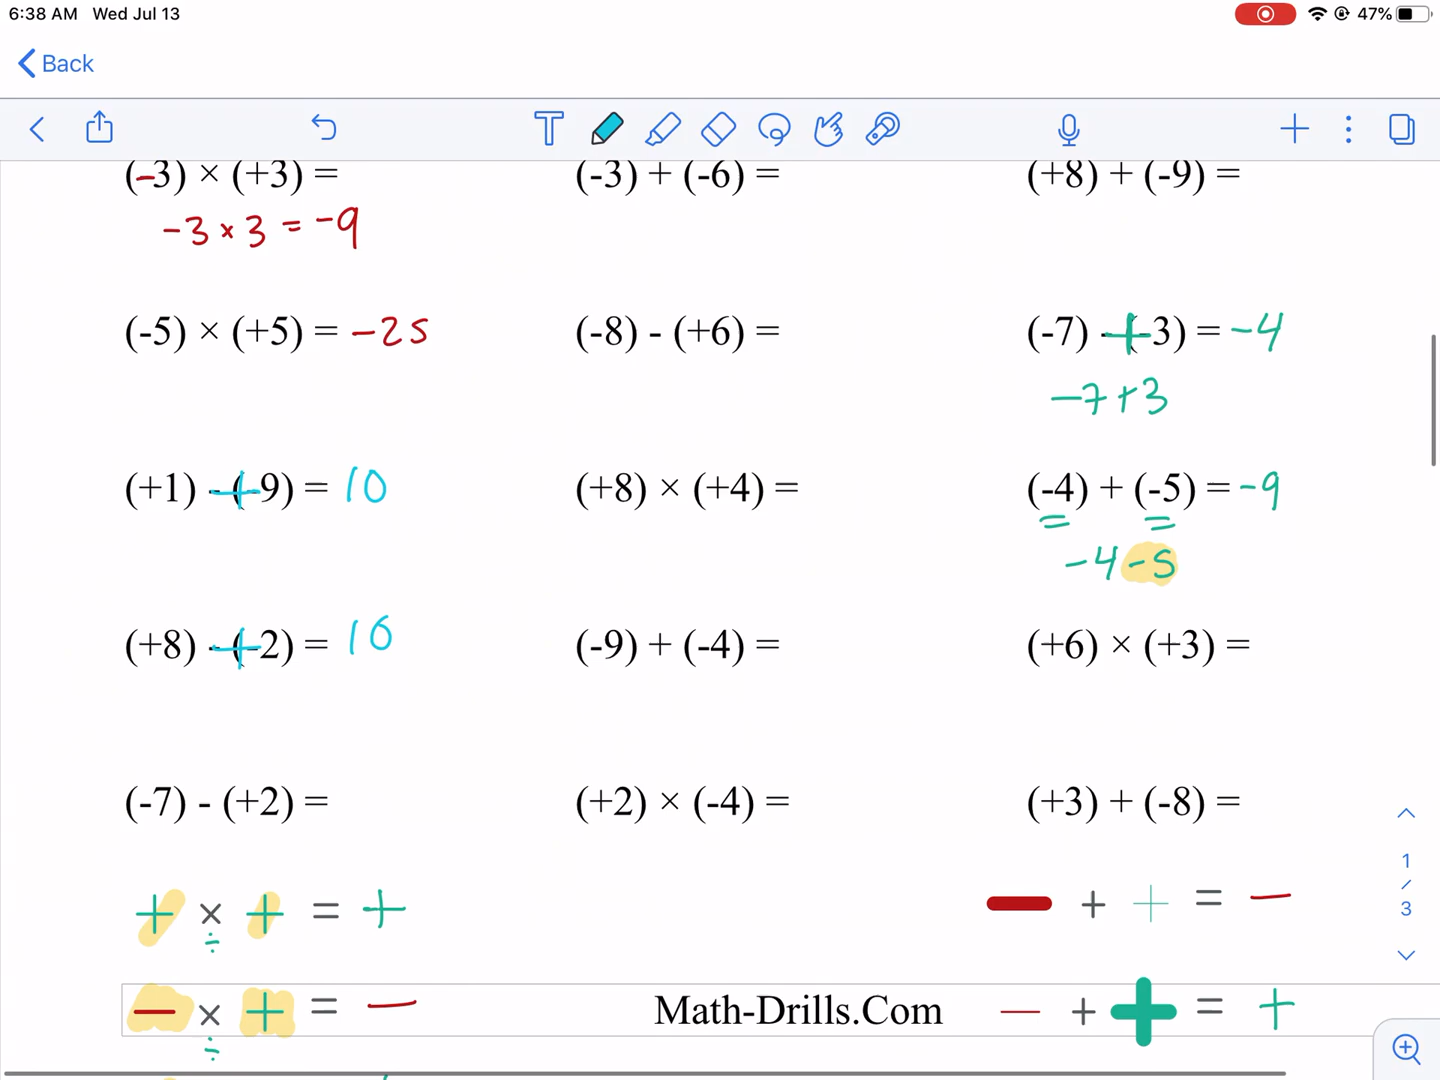 6:38 AM Wed Jul 13 47%
Back
(-3) × (+3) = (-3) + (-6) = (+8) + (-9) =
-3 × 3 = -9
(-5) × (+5) = -25 (-8) - (+6) = (-7) - (-3) = -4
-7 + 3
(+1) - (-9) = 10 (+8) × (+4) = (-4) + (-5) = -9
-4 -5
(+8) - (-2) = 10 (-9) + (-4) = (+6) × (+3) =
(-7) - (+2) = (+2) × (-4) = (+3) + (-8) =
1
/
3
+ × + = + - + + = -
÷
- × + = - Math-Drills.Com - + + = +
÷